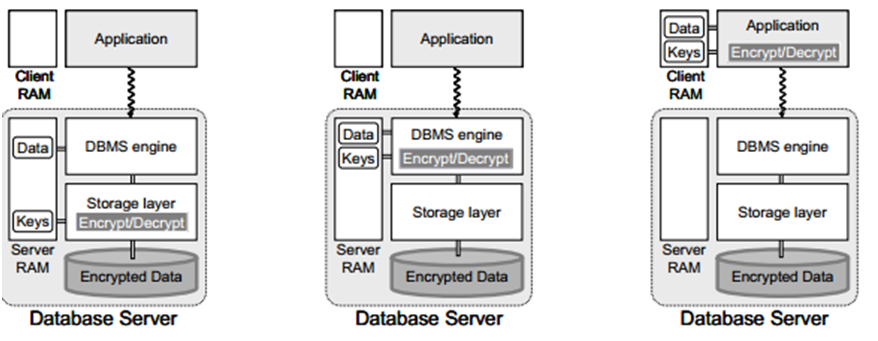 Application
Client
RAM
Data
DBMS engine
Storage layer
Keys
Encrypt/Decrypt
Server
RAM
Encrypted Data
Database Server
Application
Client
RAM
Data
DBMS engine
Keys
Encrypt/Decrypt
Storage layer
Server
RAM
Encrypted Data
Database Server
Data
Application
Keys
Encrypt/Decrypt
Client
RAM
DBMS engine
Storage layer
Server
RAM
Encrypted Data
Database Server